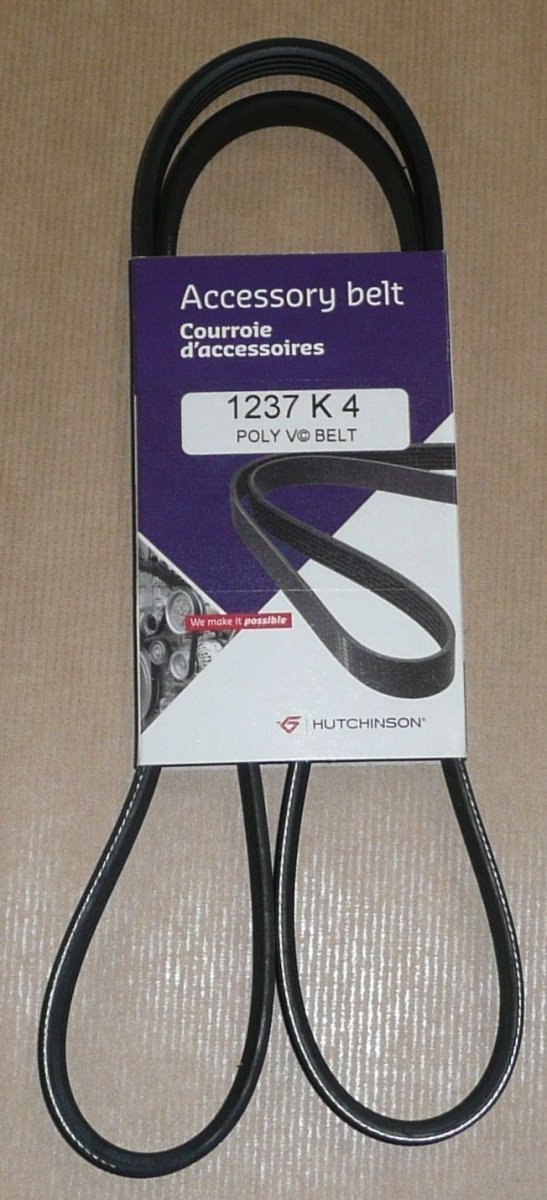 Accessory belt
Courroie
d'accessoires
1237 K 4
POLY V© BELT
We make it possible
HUTCHINSON®